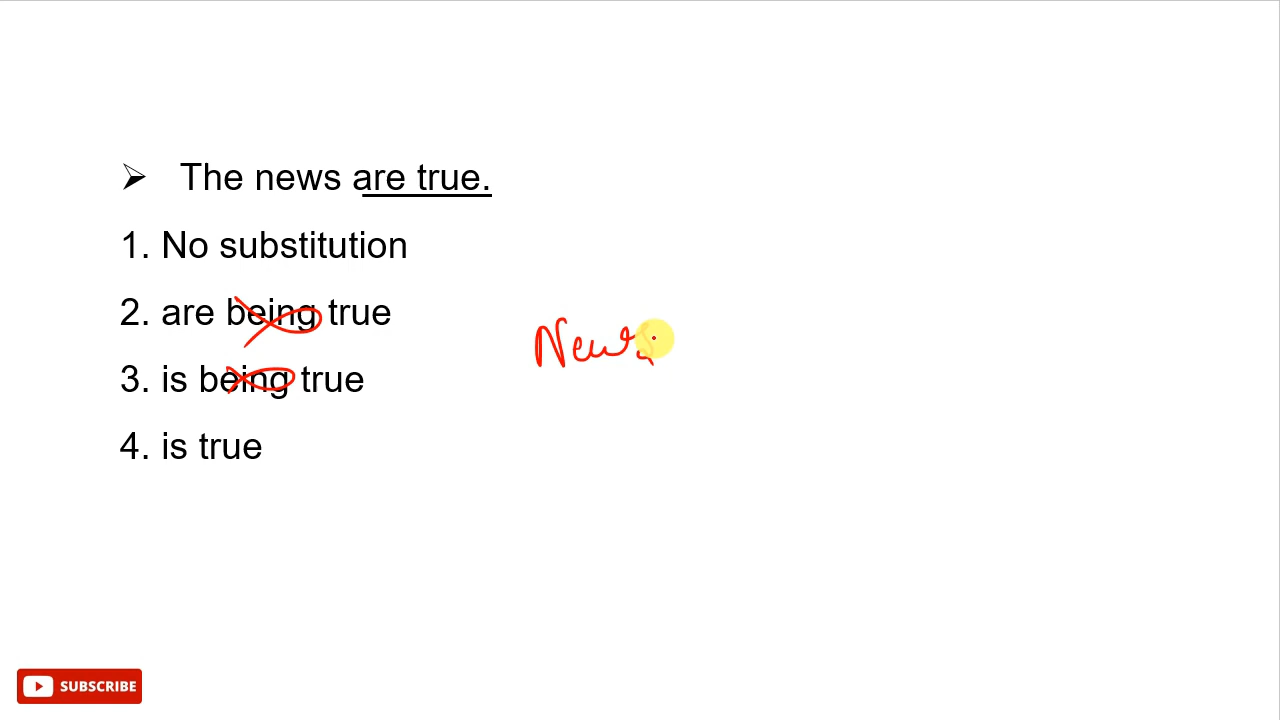 ➢ The news are true.
1. No substitution
2. are being true
3. is being true
4. is true
News
SUBSCRIBE